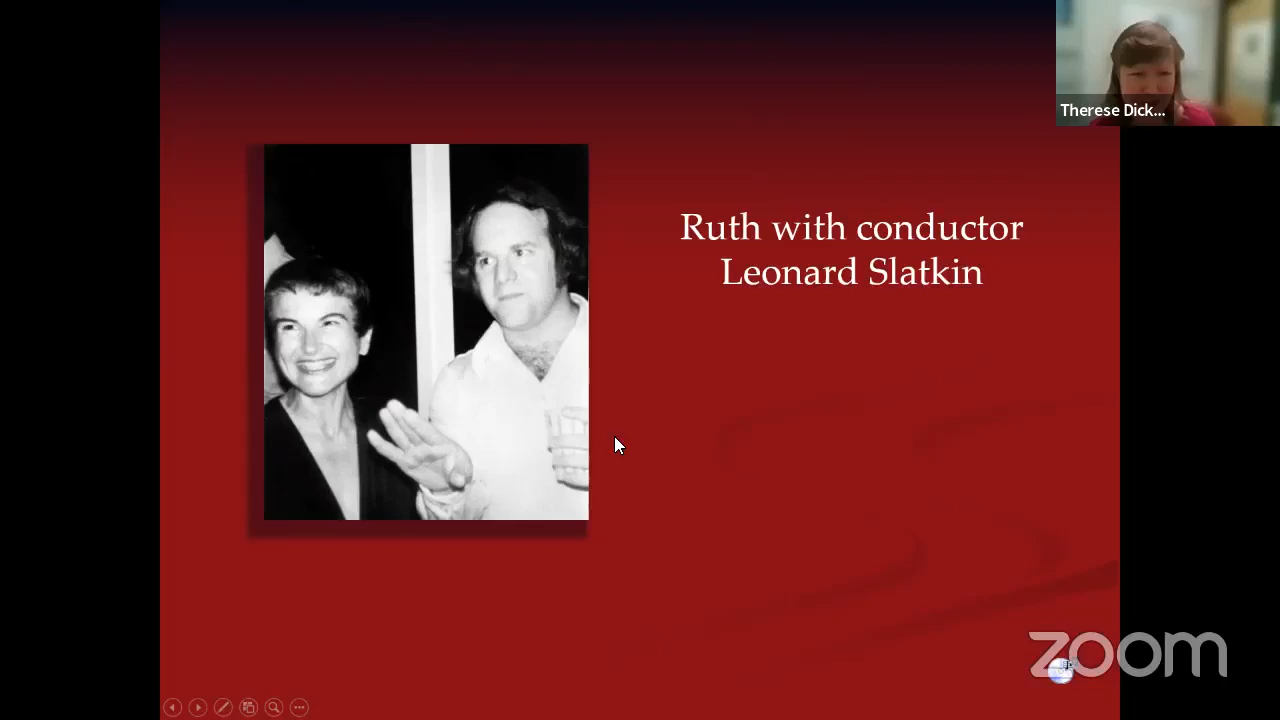 Therese Dick...
Ruth with conductor
Leonard Slatkin
zoom